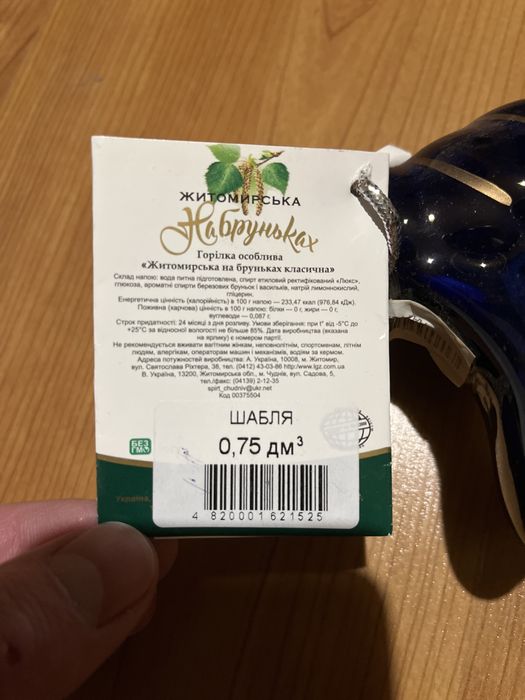 ЖИТОМИРСЬКА
На бруньках
Горілка особлива
«Житомирська на бруньках класична»
Склад напою: вода питна підготовлена, спирт етиловий ректифікований «Люкс»,
глюкоза, ароматні спирти березових бруньок і васильків, натрій лимоннокислий,
гліцерин.
Енергетична цінність (калорійність) в 100 г напою — 233,47 ккал (976,84 кДж).
Поживна (харчова) цінність в 100 г напою: білки — 0 г, жири — 0 г,
вуглеводи — 0,087 г.
Строк придатності: 24 місяці з дня розливу. Умови зберігання: при t° від -5°С до
+25°С за відносної вологості не більше 85%. Дата виробництва (вказана
на ярлику) є номером партії.
Не рекомендується вживати вагітним жінкам, неповнолітнім, спортсменам, літнім
людям, алергікам, операторам машин і механізмів, водіям за кермом.
Адреса потужностей виробництва: А. Україна, 10008, м. Житомир,
вул. Святослава Ріхтера, 38, тел. (0412) 43-03-86 http:/www.lgz.com.ua
В. Україна, 13200, Житомирська обл., м. Чуднів, вул. Садова, 5,
тел./факс: (04139) 2-12-35
spirt_chudniv@ukr.net
Код 00375504
БЕЗ
ГМО
ШАБЛЯ
0,75 дм³
Україна,
4 820001 621525